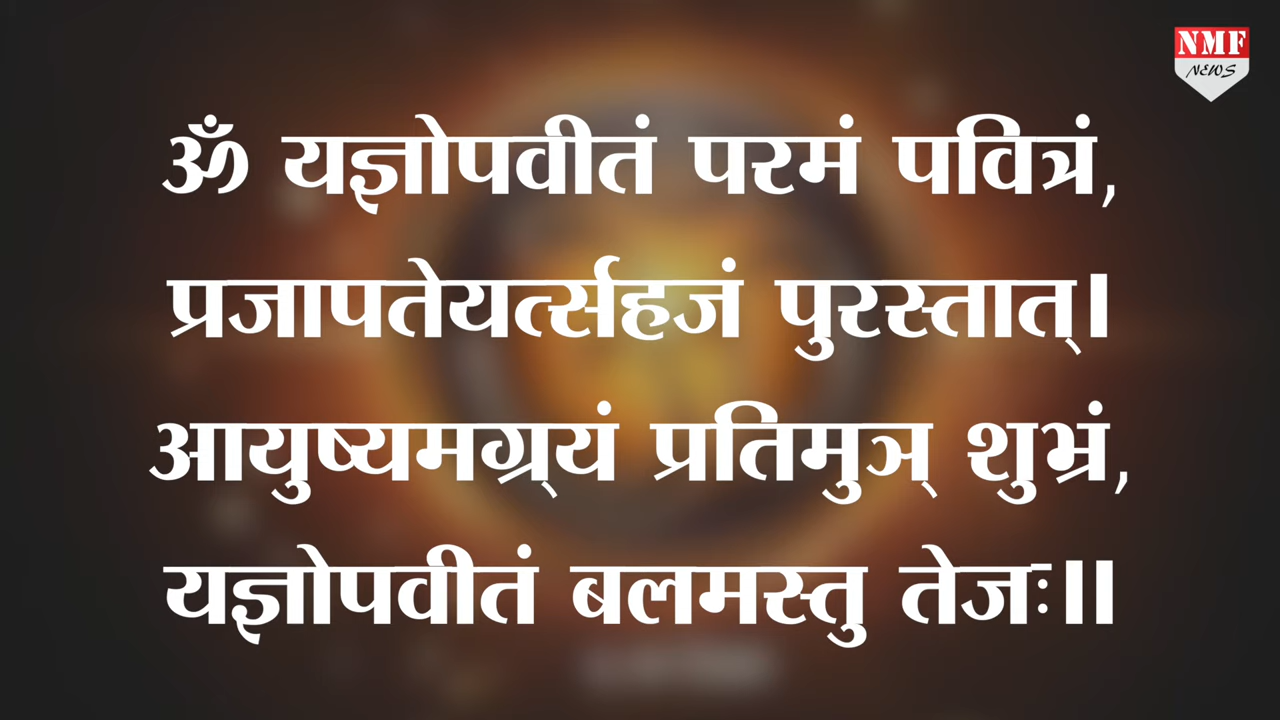 NMF
NEWS
ॐ यज्ञोपवीतं परमं पवित्रं,
प्रजापतेयर्त्सहजं पुरस्तात्।
आयुष्यमग्र्यं प्रतिमुञ् शुभ्रं,
यज्ञोपवीतं बलमस्तु तेजः।।